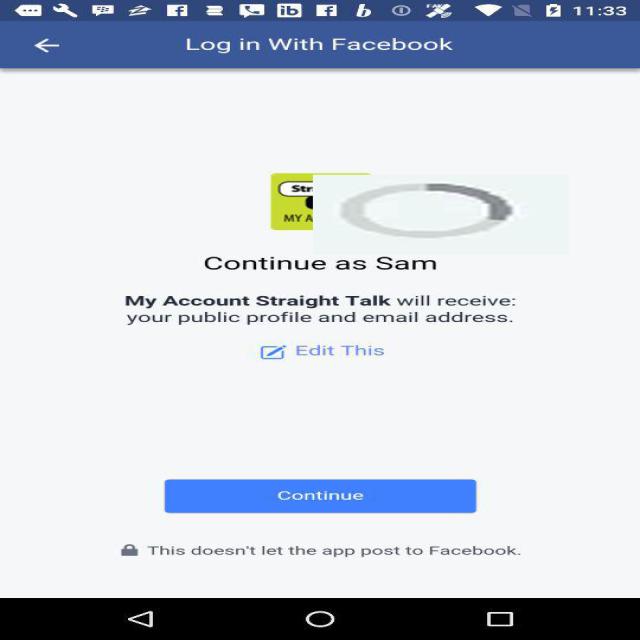 11:33
Log in With Facebook
MY
Continue as Sam
My Account Straight Talk will receive:
your public profile and email address.
Edit This
Continue
This doesn't let the app post to Facebook.